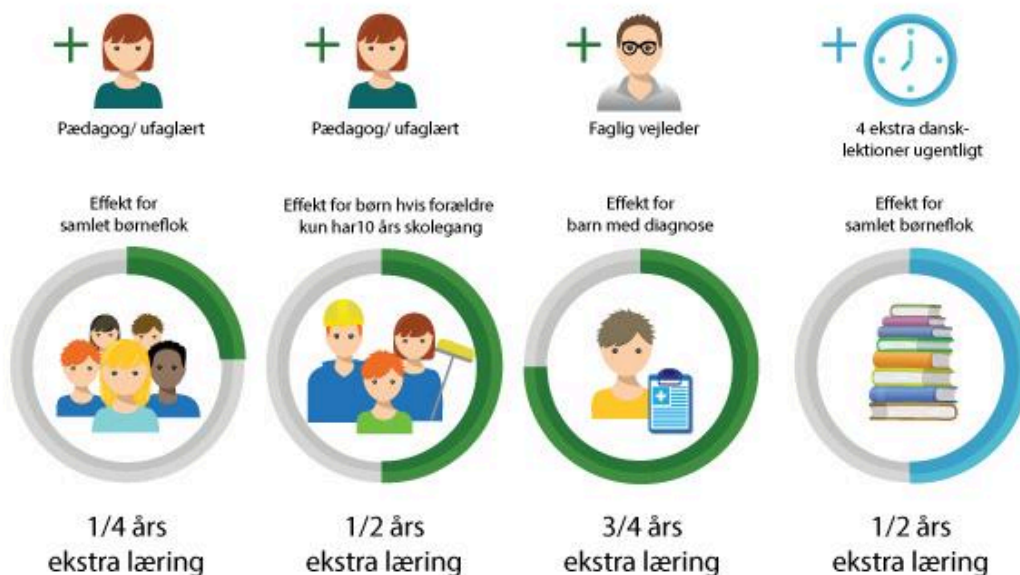 Pædagog/ ufaglært
Pædagog/ ufaglært
Faglig vejleder
4 ekstra dansk-
lektioner ugentligt
Effekt for
samlet børneflok
Effekt for børn hvis forældre
kun har10 års skolegang
Effekt for
barn med diagnose
Effekt for
samlet børneflok
1/4 års
ekstra læring
1/2 års
ekstra læring
3/4 års
ekstra læring
1/2 års
ekstra læring